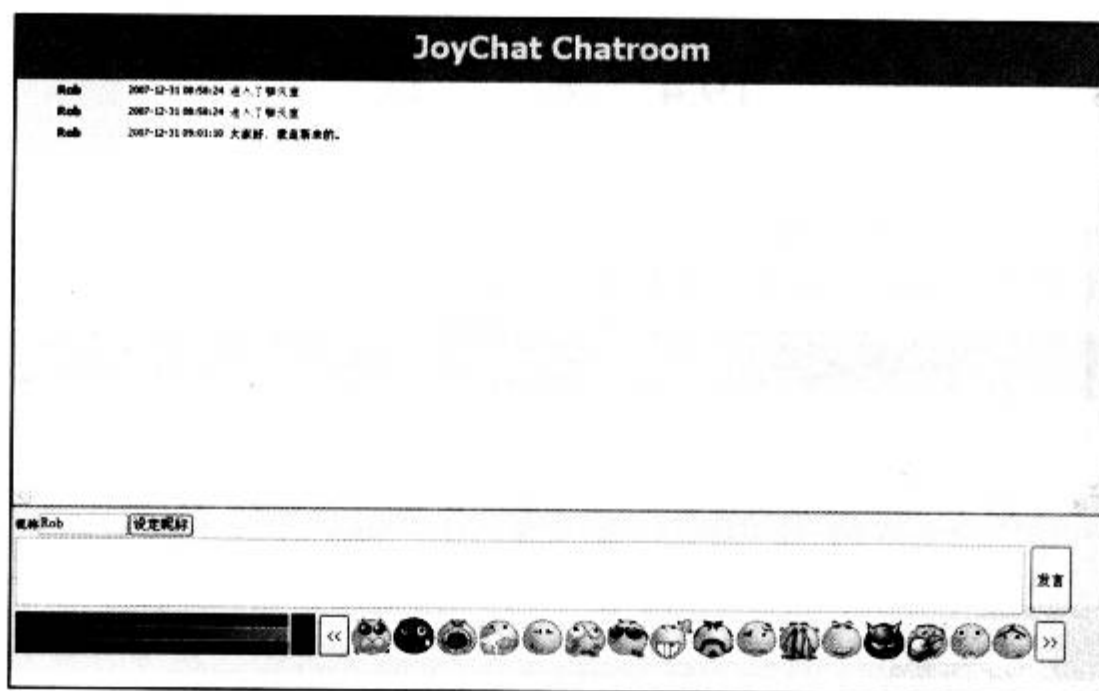 JoyChat Chatroom
Rob 2007-12-31 08:58:24 进入了聊天室
Rob 2007-12-31 08:58:24 进入了聊天室
Rob 2007-12-31 09:01:10 大家好，我是新来的。
昵称 Rob 设定昵称
发言
<< >>